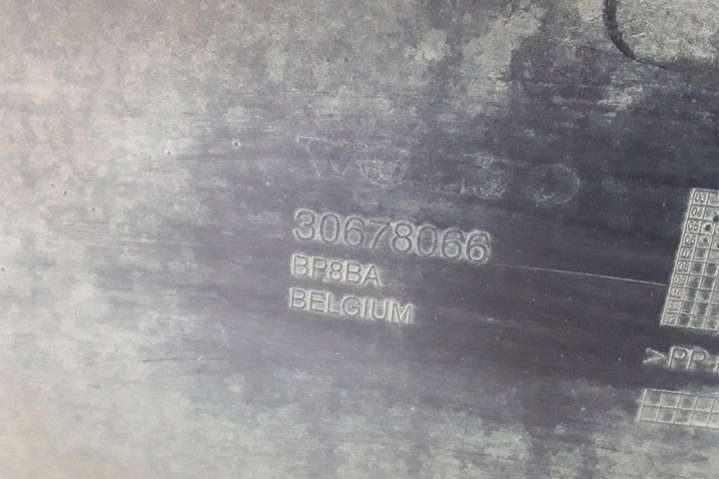 VOLVO
30678066
BP8BA
BELGIUM
>PP+